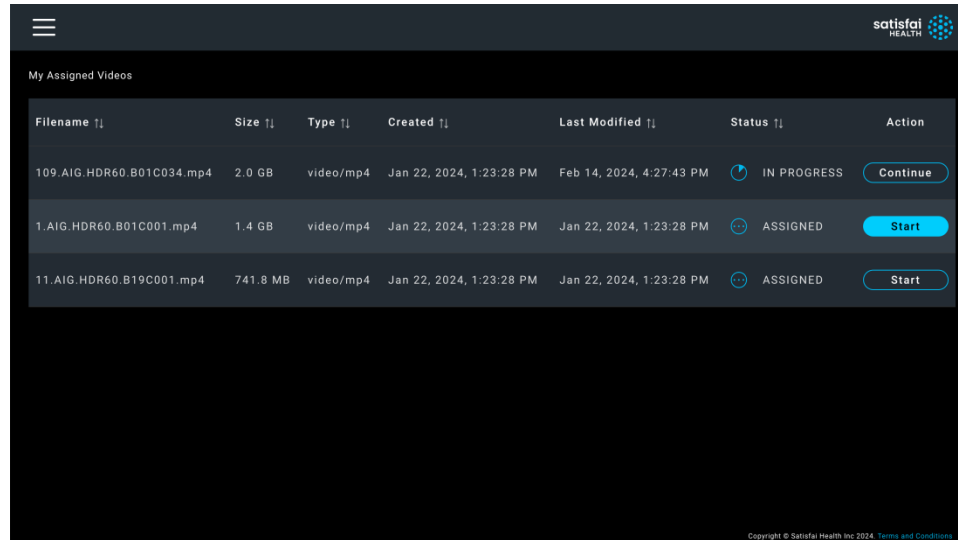 satisfai
HEALTH
My Assigned Videos
Filename Size Type Created Last Modified Status Action
109.AIG.HDR60.B01C034.mp4 2.0 GB video/mp4 Jan 22, 2024, 1:23:28 PM Feb 14, 2024, 4:27:43 PM IN PROGRESS Continue
1.AIG.HDR60.B01C001.mp4 1.4 GB video/mp4 Jan 22, 2024, 1:23:28 PM Jan 22, 2024, 1:23:28 PM ASSIGNED Start
11.AIG.HDR60.B19C001.mp4 741.8 MB video/mp4 Jan 22, 2024, 1:23:28 PM Jan 22, 2024, 1:23:28 PM ASSIGNED Start
Copyright © Satisfai Health Inc 2024. Terms and Conditions